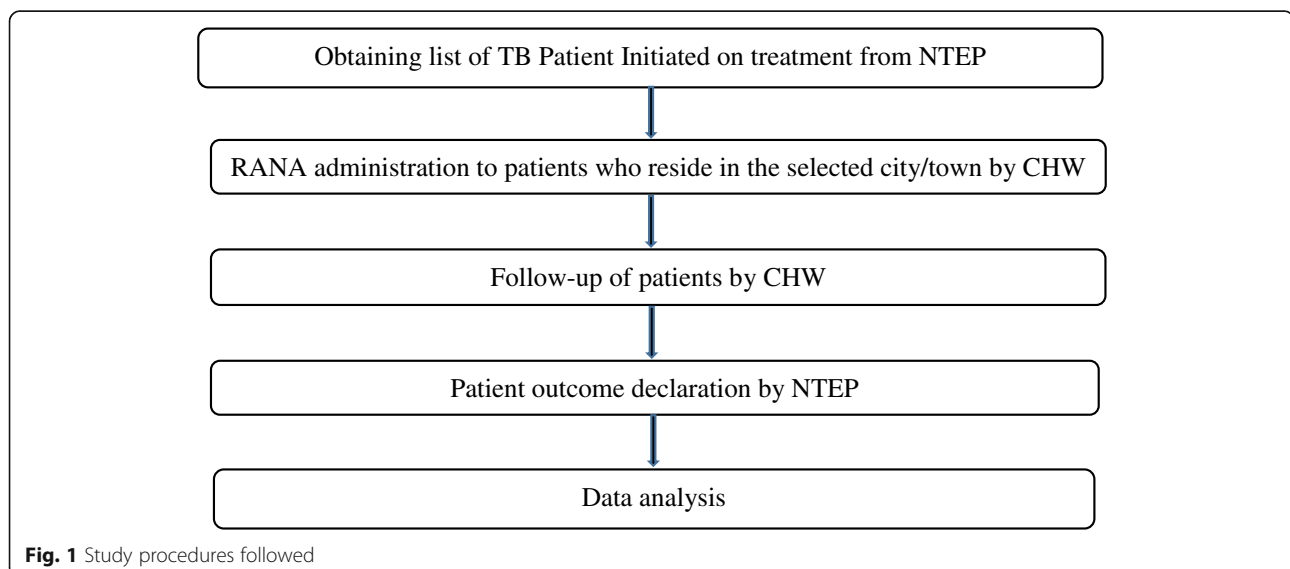 Obtaining list of TB Patient Initiated on treatment from NTEP
RANA administration to patients who reside in the selected city/town by CHW
Follow-up of patients by CHW
Patient outcome declaration by NTEP
Data analysis
Fig. 1 Study procedures followed